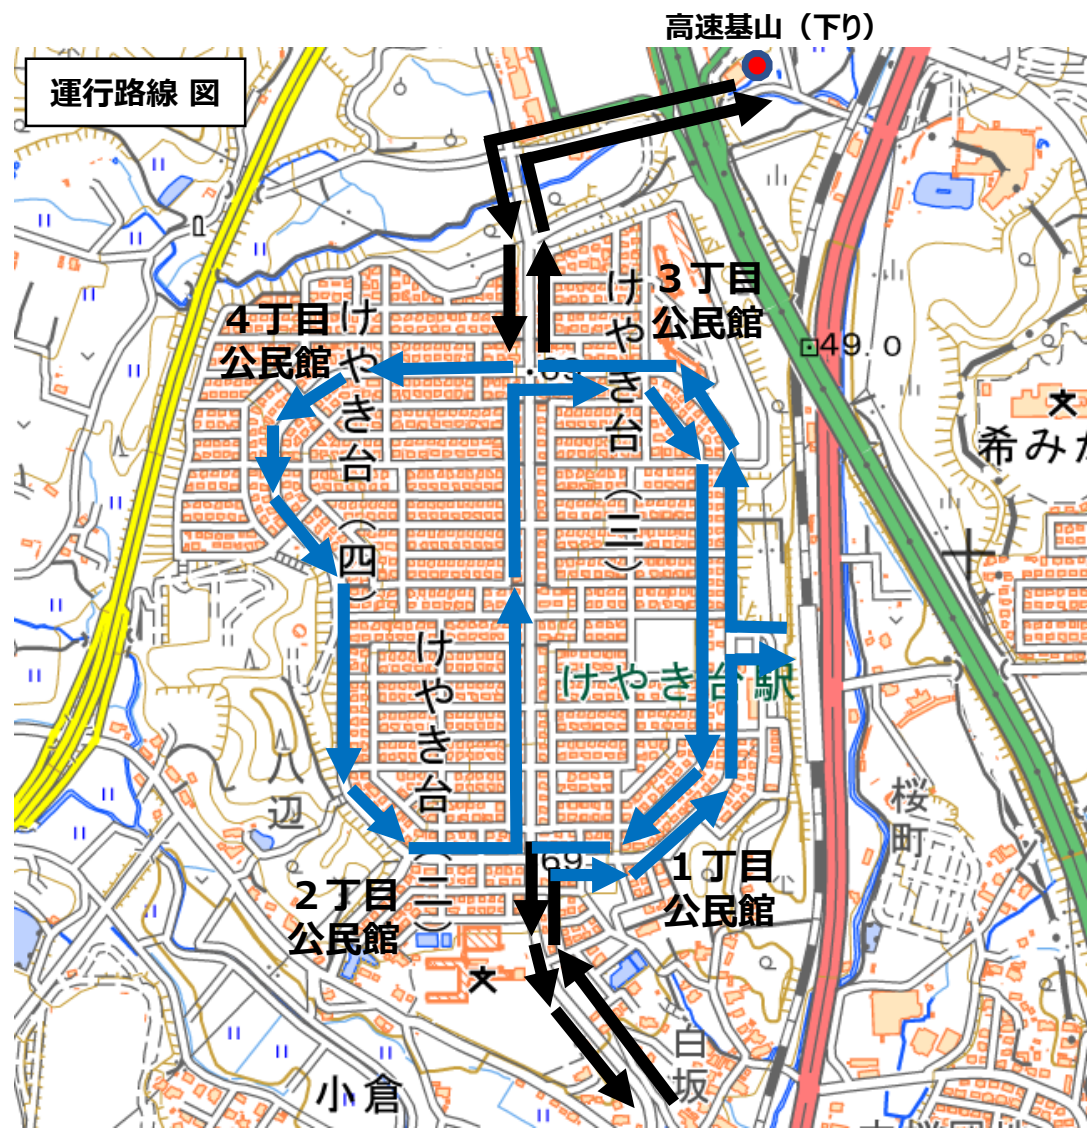 高速基山（下り）
運行路線 図
3丁目
公民館
4丁目
公民館
けやき台（三）
けやき台（四）
49.0
希み
けやき台駅
けやき台（二）
八辺
桜町
69
1丁目
公民館
2丁目
公民館
白坂
小倉